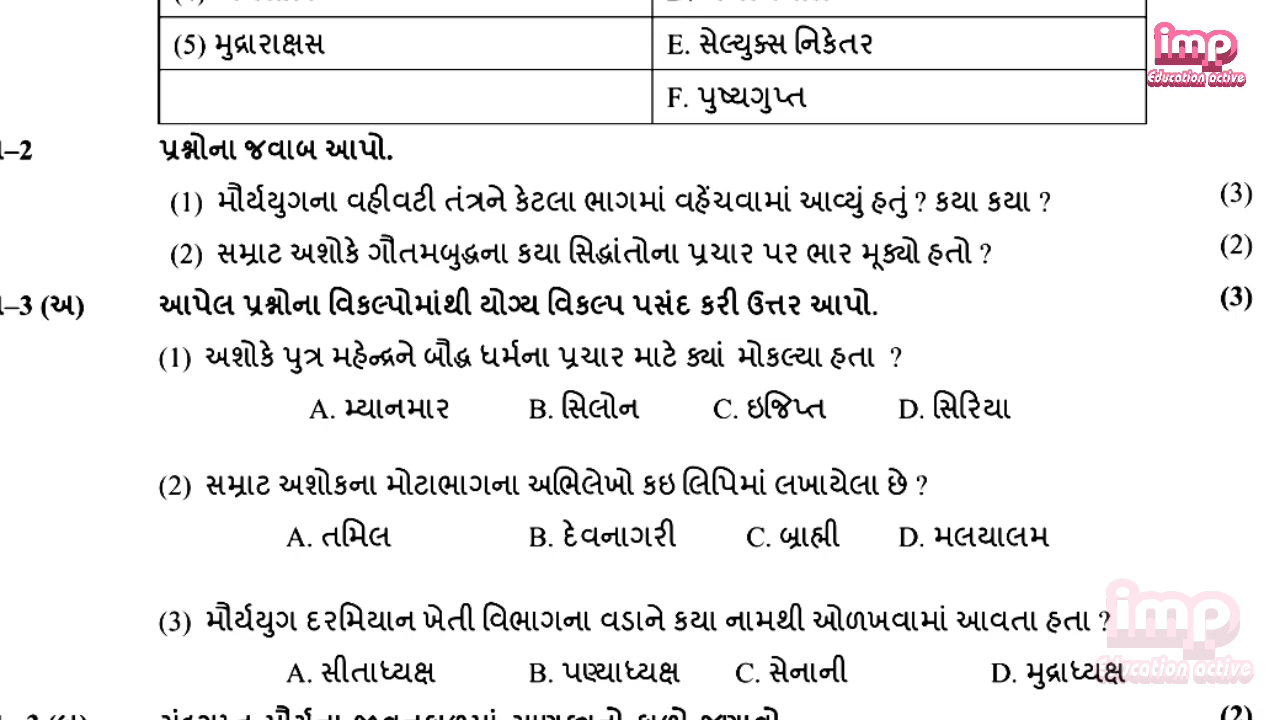 (5) મુદ્રારાક્ષસ E. સેલ્યુક્સ નિકેતર
F. પુષ્યગુપ્ત
imp
Education active
–2 પ્રશ્નોના જવાબ આપો.
(1) મૌર્યયુગના વહીવટી તંત્રને કેટલા ભાગમાં વહેંચવામાં આવ્યું હતું ? કયા કયા ? (3)
(2) સમ્રાટ અશોકે ગૌતમબુદ્ધના કયા સિદ્ધાંતોના પ્રચાર પર ભાર મૂક્યો હતો ? (2)
–3 (અ) આપેલ પ્રશ્નોના વિકલ્પોમાંથી યોગ્ય વિકલ્પ પસંદ કરી ઉત્તર આપો. (3)
(1) અશોકે પુત્ર મહેન્દ્રને બૌદ્ધ ધર્મના પ્રચાર માટે ક્યાં મોકલ્યા હતા ?
A. મ્યાનમાર B. સિલોન C. ઇજિપ્ત D. સિરિયા
(2) સમ્રાટ અશોકના મોટાભાગના અભિલેખો કઇ લિપિમાં લખાયેલા છે ?
A. તમિલ B. દેવનાગરી C. બ્રાહ્મી D. મલયાલમ
(3) મૌર્યયુગ દરમિયાન ખેતી વિભાગના વડાને કયા નામથી ઓળખવામાં આવતા હતા ?
A. સીતાધ્યક્ષ B. પણ્યાધ્યક્ષ C. સેનાની D. મુદ્રાધ્યક્ષ
imp
Education active